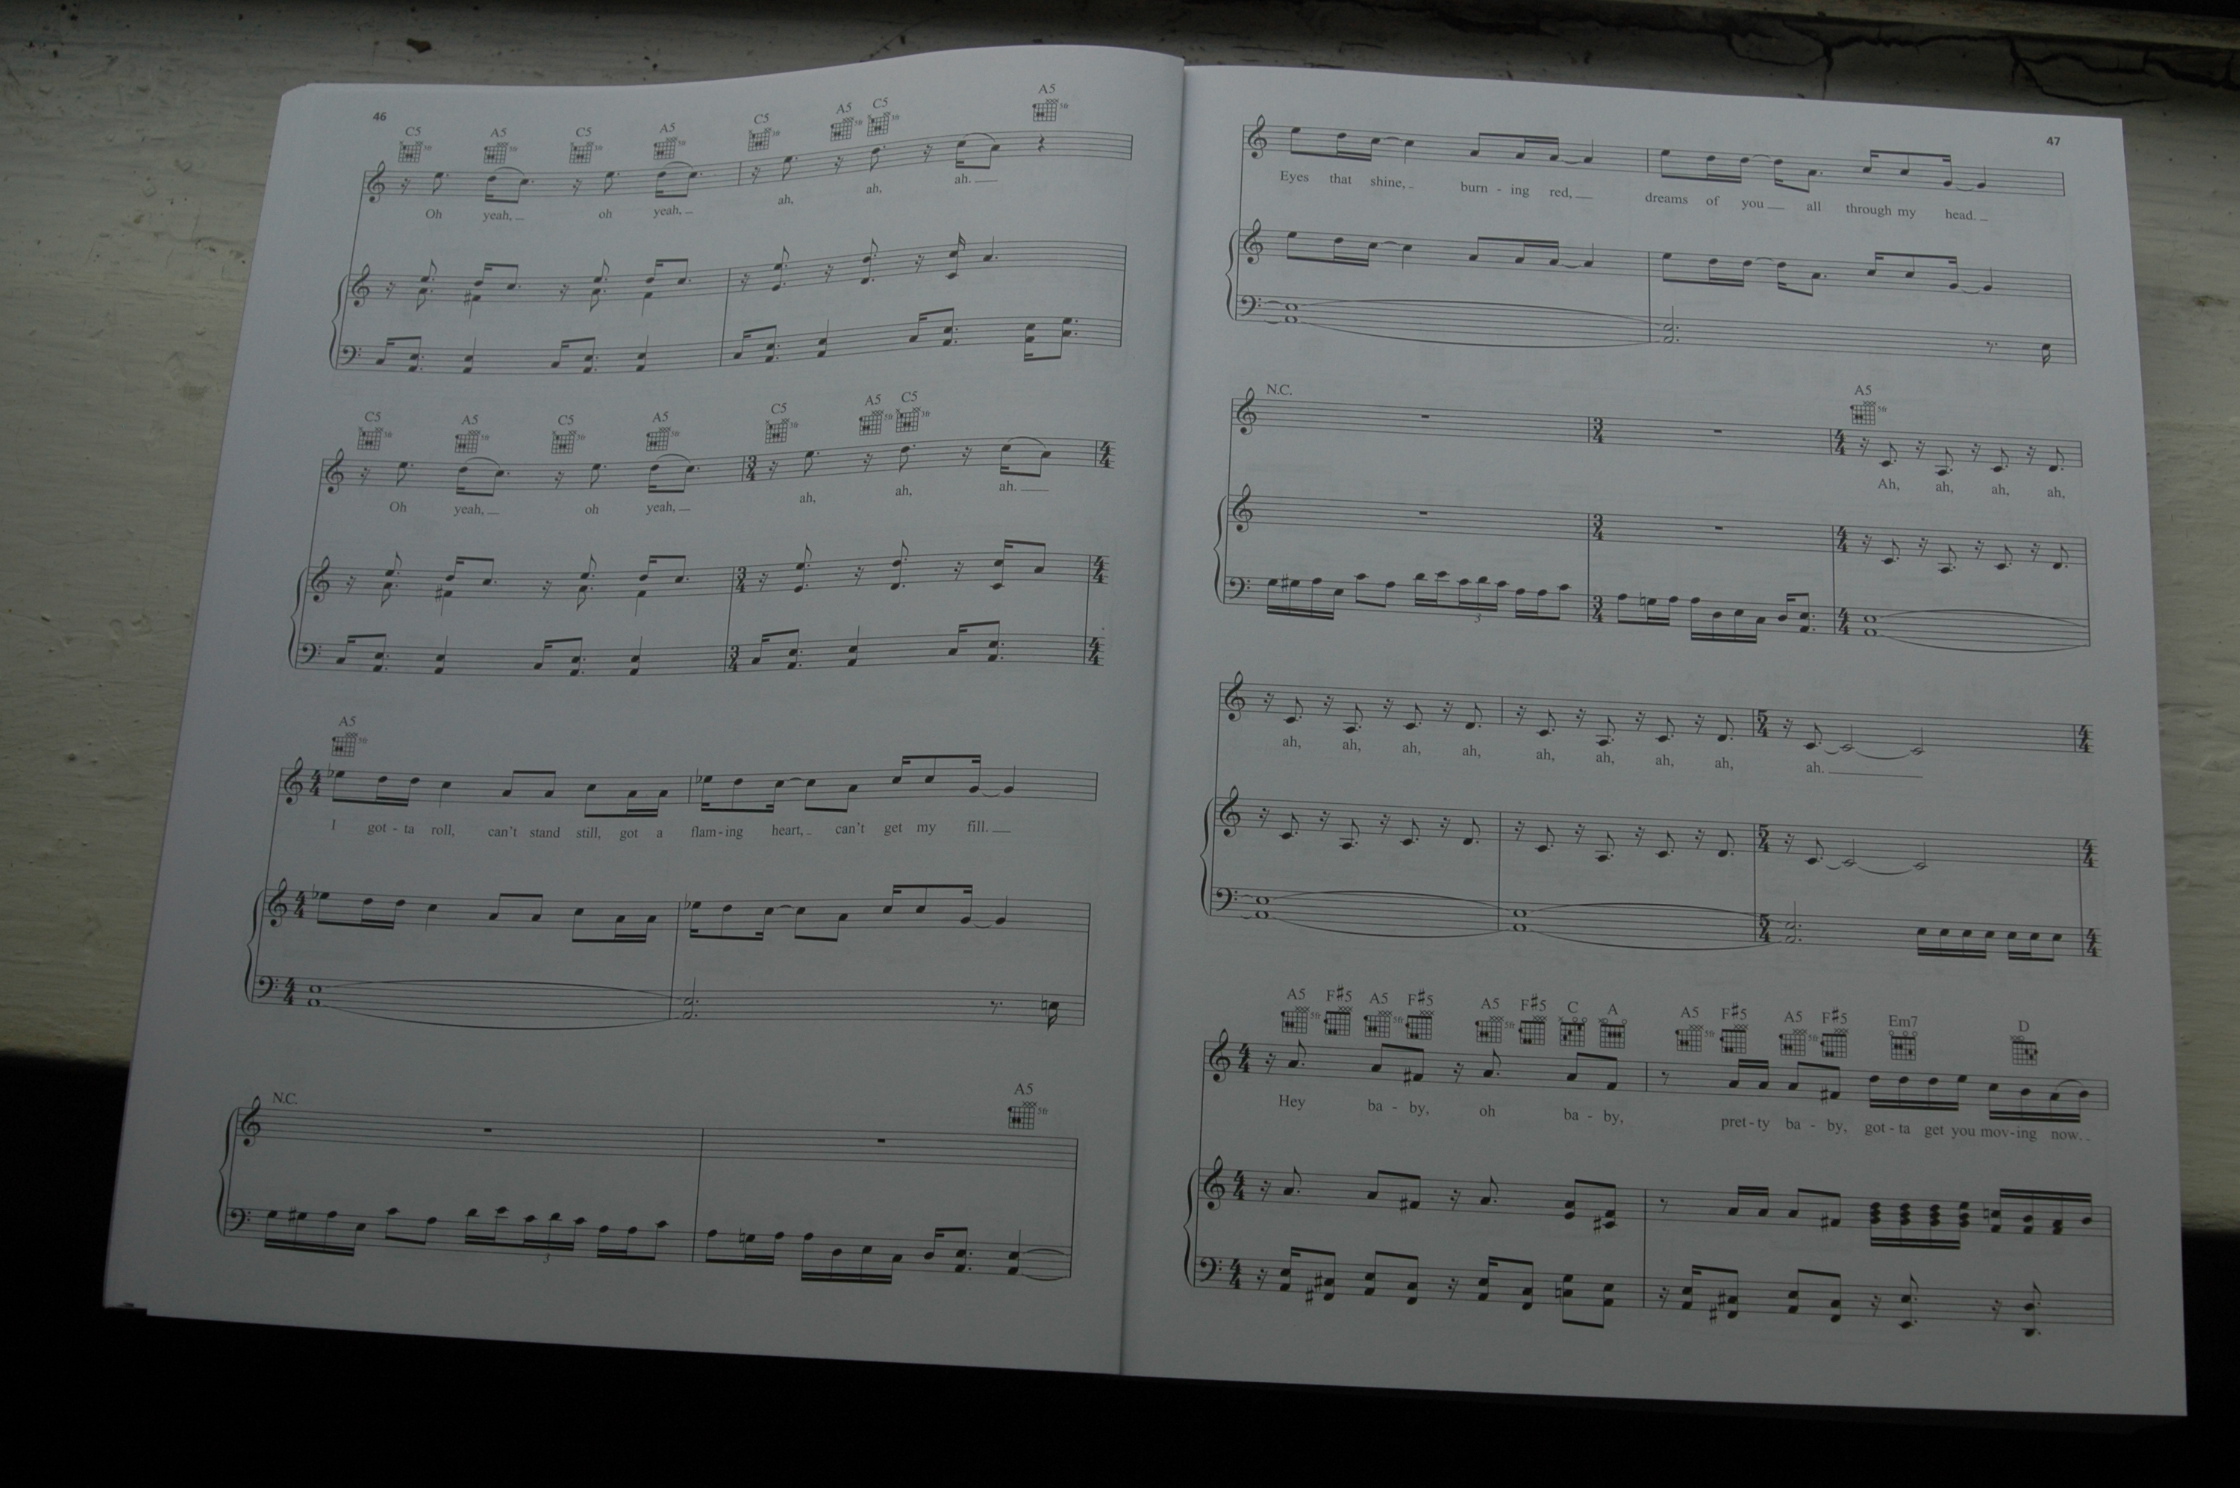 46
C5 A5 C5 A5 C5 A5 C5 A5
Oh yeah, oh yeah, ah, ah, ah.
C5 A5 C5 A5 C5 A5 C5
Oh yeah, oh yeah, ah, ah, ah.
A5
I got - ta roll, can't stand still, got a flam - ing heart, can't get my fill.
N.C. A5
3
47
Eyes that shine, burn - ing red, dreams of you all through my head.
N.C. A5
Ah, ah, ah, ah,
3
ah, ah, ah, ah, ah, ah, ah, ah, ah.
A5 F#5 A5 F#5 A5 F#5 C A A5 F#5 A5 F#5 Em7 D
Hey ba - by, oh ba - by, pret - ty ba - by, got - ta get you mov - ing now.